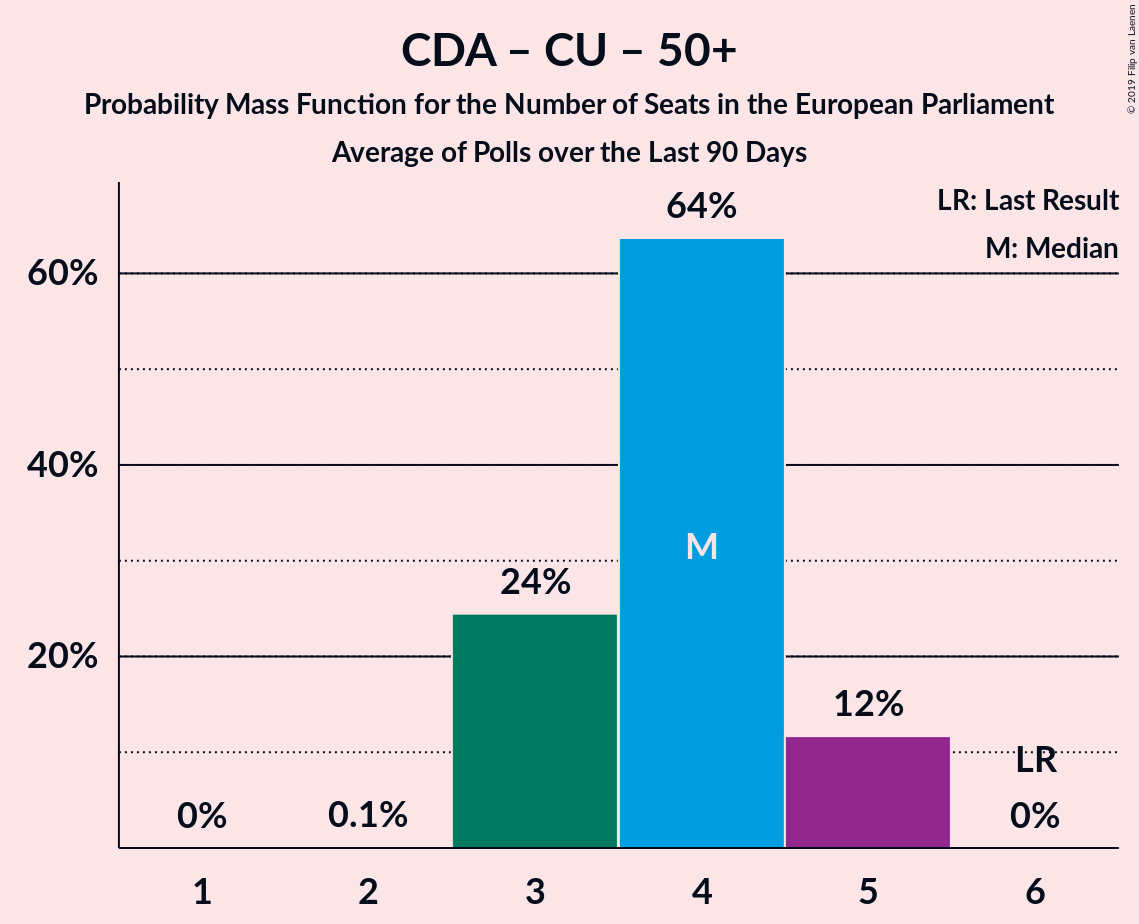 CDA – CU – 50+
Probability Mass Function for the Number of Seats in the European Parliament
Average of Polls over the Last 90 Days
© 2019 Filip van Laenen
LR: Last Result
M: Median
60%
40%
20%
0%
0.1%
24%
64%
M
12%
LR
0%
1 2 3 4 5 6